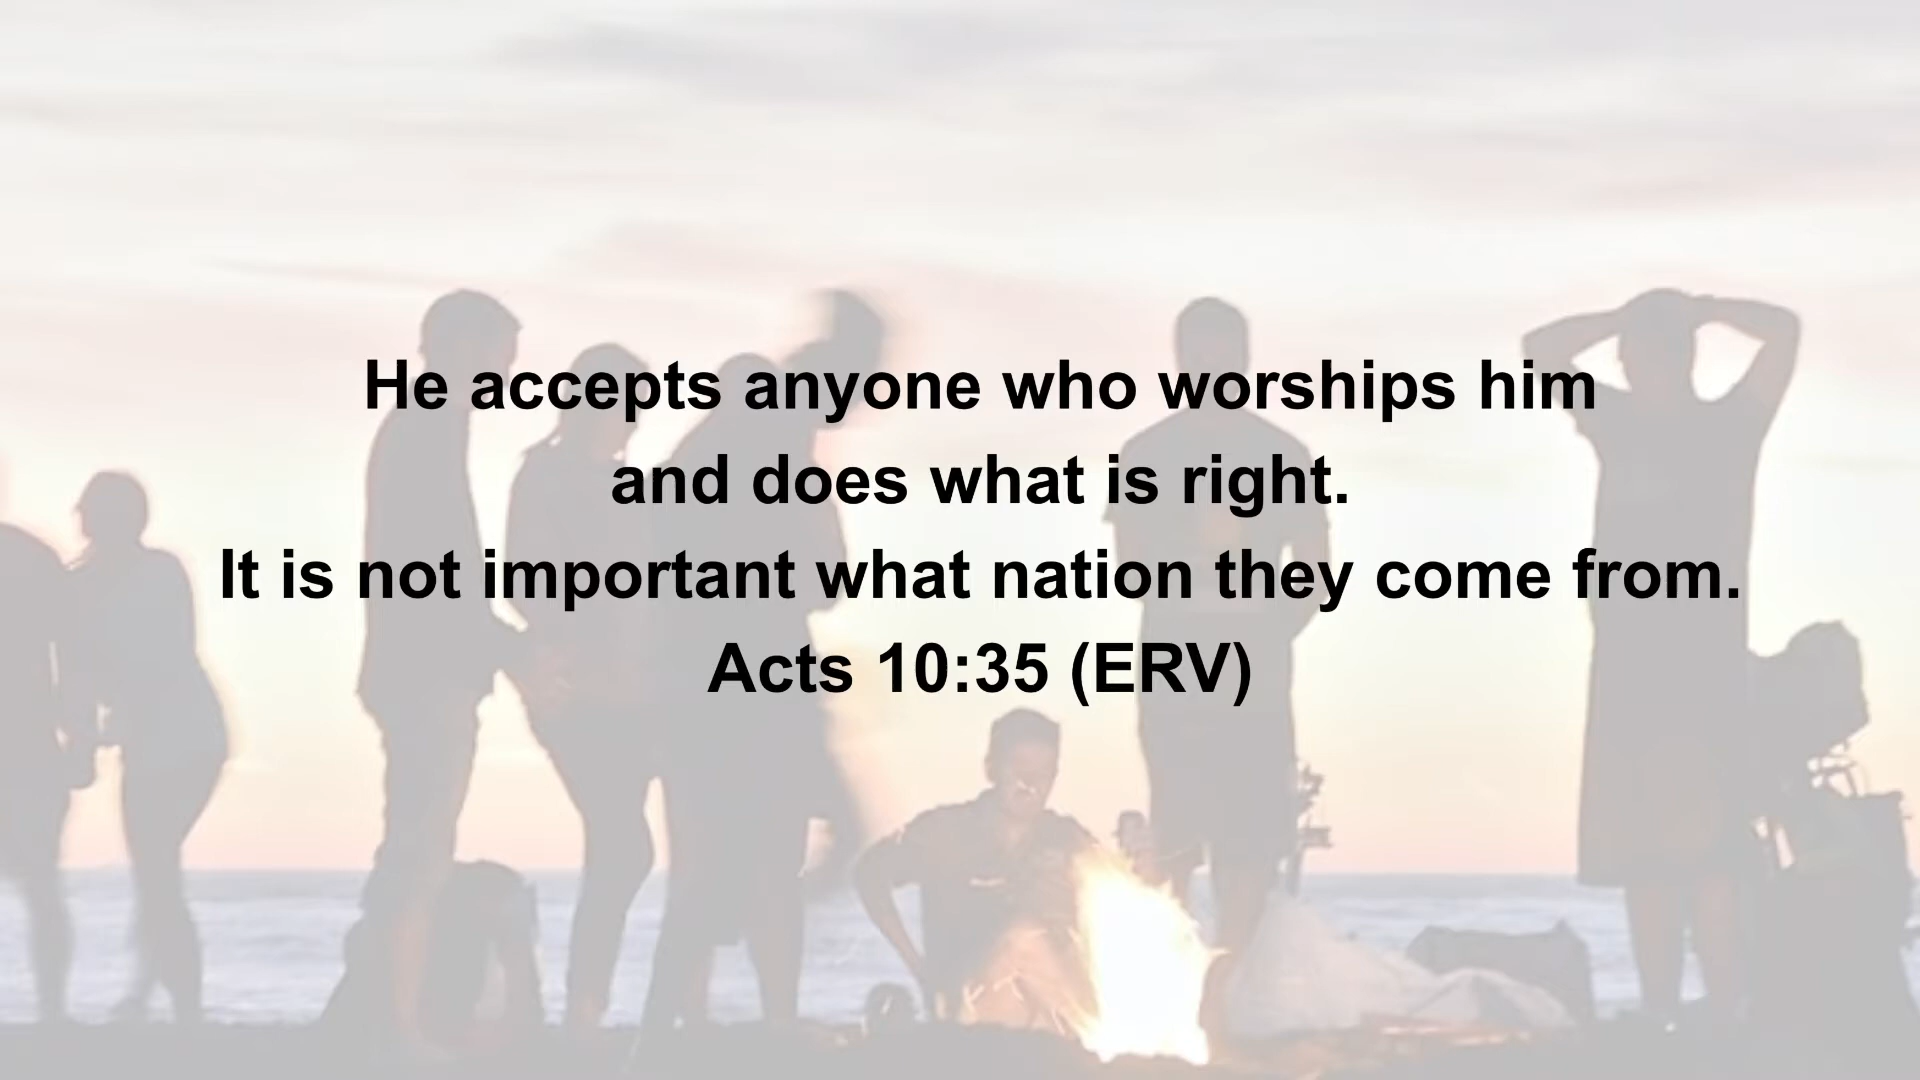 He accepts anyone who worships him
and does what is right.
It is not important what nation they come from.
Acts 10:35 (ERV)